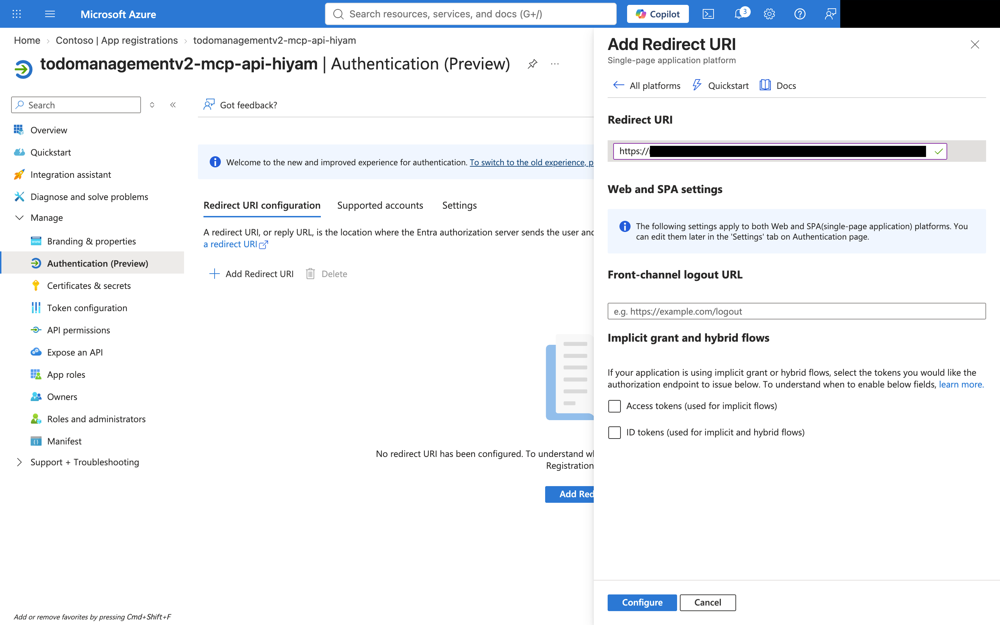 Microsoft Azure
Search resources, services, and docs (G+/)
Copilot
3
Home
Contoso | App registrations
todomanagementv2-mcp-api-hiyam
todomanagementv2-mcp-api-hiyam | Authentication (Preview)
Search
Overview
Quickstart
Integration assistant
Diagnose and solve problems
Manage
Branding & properties
Authentication (Preview)
Certificates & secrets
Token configuration
API permissions
Expose an API
App roles
Owners
Roles and administrators
Manifest
Support + Troubleshooting
Add or remove favorites by pressing Cmd+Shift+F
Got feedback?
Welcome to the new and improved experience for authentication. To switch to the old experience, p
Redirect URI configuration
Supported accounts
Settings
A redirect URI, or reply URL, is the location where the Entra authorization server sends the user and
a redirect URI
Add Redirect URI
Delete
No redirect URI has been configured. To understand
Registration
Add Red
Add Redirect URI
Single-page application platform
All platforms
Quickstart
Docs
Redirect URI
https://
Web and SPA settings
The following settings apply to both Web and SPA(single-page application) platforms. You
can edit them later in the 'Settings' tab on Authentication page.
Front-channel logout URL
e.g. https://example.com/logout
Implicit grant and hybrid flows
If your application is using implicit grant or hybrid flows, select the tokens you would like the
authorization endpoint to issue below. To understand when to enable below fields, learn more.
Access tokens (used for implicit flows)
ID tokens (used for implicit and hybrid flows)
Configure
Cancel